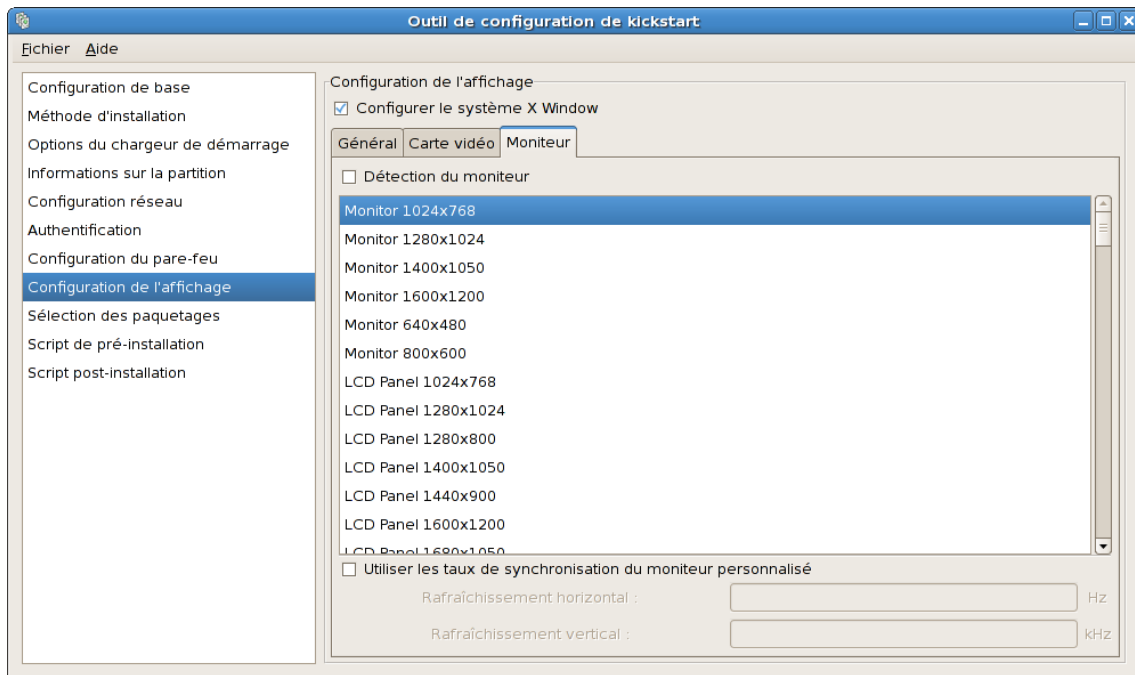 Outil de configuration de kickstart
Fichier Aide
Configuration de base
Méthode d'installation
Options du chargeur de démarrage
Informations sur la partition
Configuration réseau
Authentification
Configuration du pare-feu
Configuration de l'affichage
Sélection des paquetages
Script de pré-installation
Script post-installation
Configuration de l'affichage
Configurer le système X Window
Général Carte vidéo Moniteur
Détection du moniteur
Monitor 1024x768
Monitor 1280x1024
Monitor 1400x1050
Monitor 1600x1200
Monitor 640x480
Monitor 800x600
LCD Panel 1024x768
LCD Panel 1280x1024
LCD Panel 1280x800
LCD Panel 1400x1050
LCD Panel 1440x900
LCD Panel 1600x1200
LCD Panel 1680x1050
Utiliser les taux de synchronisation du moniteur personnalisé
Rafraîchissement horizontal : Hz
Rafraîchissement vertical : kHz